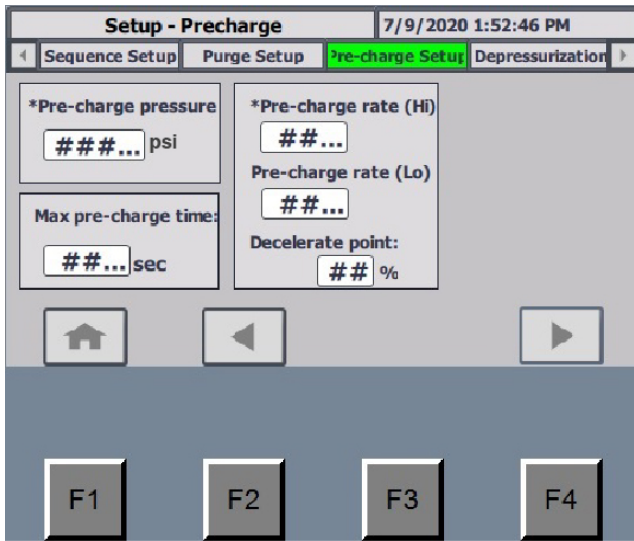 Setup - Precharge
7/9/2020 1:52:46 PM
Sequence Setup
Purge Setup
Pre-charge Setup
Depressurization
*Pre-charge pressure
###... psi
Max pre-charge time:
##... sec
*Pre-charge rate (Hi)
##...
Pre-charge rate (Lo)
##...
Decelerate point:
## %
F1
F2
F3
F4